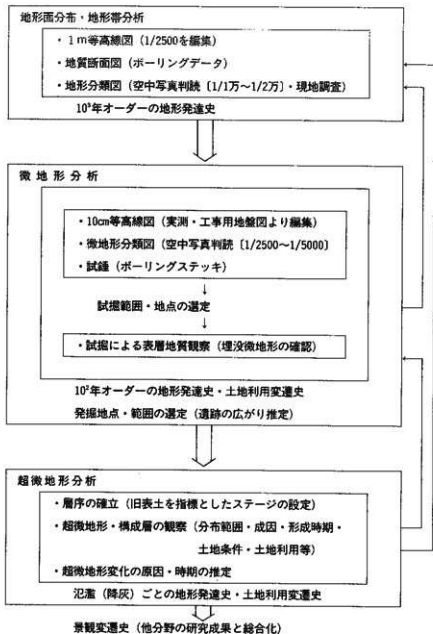 地形面分布・地形帯分析
・1m等高線図(1/2500を編集)
・地質断面図(ボーリングデータ)
・地形分類図(空中写真判読〔1/1万〜1/2万〕・現地調査)
10³年オーダーの地形発達史
微地形分析
・10cm等高線図(実測・工事用地盤図より編集)
・微地形分類図(空中写真判読〔1/2500〜1/5000〕
・試錐(ボーリングステッキ)
↓
試掘範囲・地点の選定
↓
・試掘による表層地質観察(埋没微地形の確認)
10²年オーダーの地形発達史・土地利用変遷史
発掘地点・範囲の選定(遺跡の広がり推定)
超微地形分析
・層序の確立(旧表土を指標としたステージの設定)
・超微地形・構成層の観察(分布範囲・成因・形成時期・
土地条件・土地利用等)
・超微地形変化の原因・時期の推定
氾濫(降灰)ごとの地形発達史・土地利用変遷史
景観変遷史(他分野の研究成果と総合化)